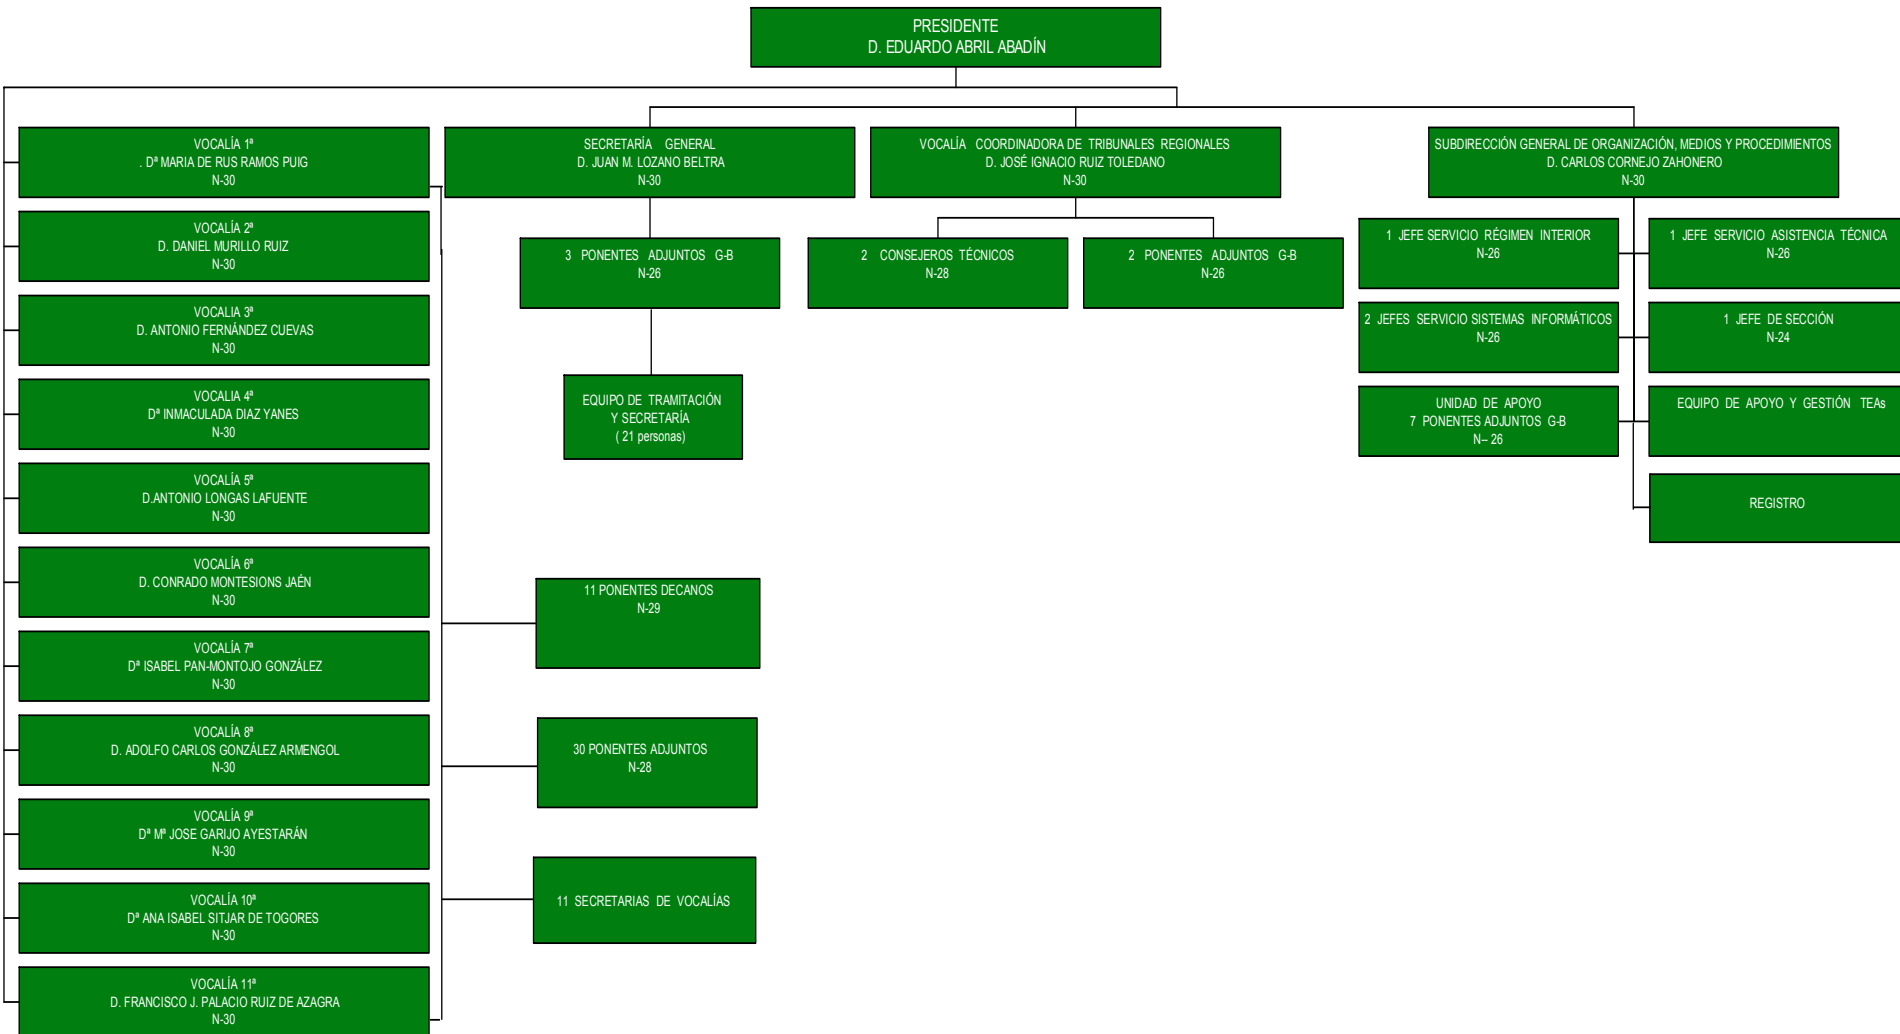 PRESIDENTE
D. EDUARDO ABRIL ABADÍN
VOCALÍA 1ª
. Dª MARIA DE RUS RAMOS PUIG
N-30
VOCALÍA 2ª
D. DANIEL MURILLO RUIZ
N-30
VOCALIA 3ª
D. ANTONIO FERNÁNDEZ CUEVAS
N-30
VOCALIA 4ª
Dª INMACULADA DIAZ YANES
N-30
VOCALÍA 5ª
D.ANTONIO LONGAS LAFUENTE
N-30
VOCALÍA 6ª
D. CONRADO MONTESIONS JAÉN
N-30
VOCALÍA 7ª
Dª ISABEL PAN-MONTOJO GONZÁLEZ
N-30
VOCALÍA 8ª
D. ADOLFO CARLOS GONZÁLEZ ARMENGOL
N-30
VOCALÍA 9ª
Dª Mª JOSE GARIJO AYESTARÁN
N-30
VOCALÍA 10ª
Dª ANA ISABEL SITJAR DE TOGORES
N-30
VOCALÍA 11ª
D. FRANCISCO J. PALACIO RUIZ DE AZAGRA
N-30
SECRETARÍA GENERAL
D. JUAN M. LOZANO BELTRA
N-30
3 PONENTES ADJUNTOS G-B
N-26
EQUIPO DE TRAMITACIÓN
Y SECRETARÍA
( 21 personas)
11 PONENTES DECANOS
N-29
30 PONENTES ADJUNTOS
N-28
11 SECRETARIAS DE VOCALÍAS
VOCALÍA COORDINADORA DE TRIBUNALES REGIONALES
D. JOSÉ IGNACIO RUIZ TOLEDANO
N-30
2 CONSEJEROS TÉCNICOS
N-28
2 PONENTES ADJUNTOS G-B
N-26
SUBDIRECCIÓN GENERAL DE ORGANIZACIÓN, MEDIOS Y PROCEDIMIENTOS
D. CARLOS CORNEJO ZAHONERO
N-30
1 JEFE SERVICIO RÉGIMEN INTERIOR
N-26
1 JEFE SERVICIO ASISTENCIA TÉCNICA
N-26
2 JEFES SERVICIO SISTEMAS INFORMÁTICOS
N-26
1 JEFE DE SECCIÓN
N-24
UNIDAD DE APOYO
7 PONENTES ADJUNTOS G-B
N– 26
EQUIPO DE APOYO Y GESTIÓN TEAs
REGISTRO